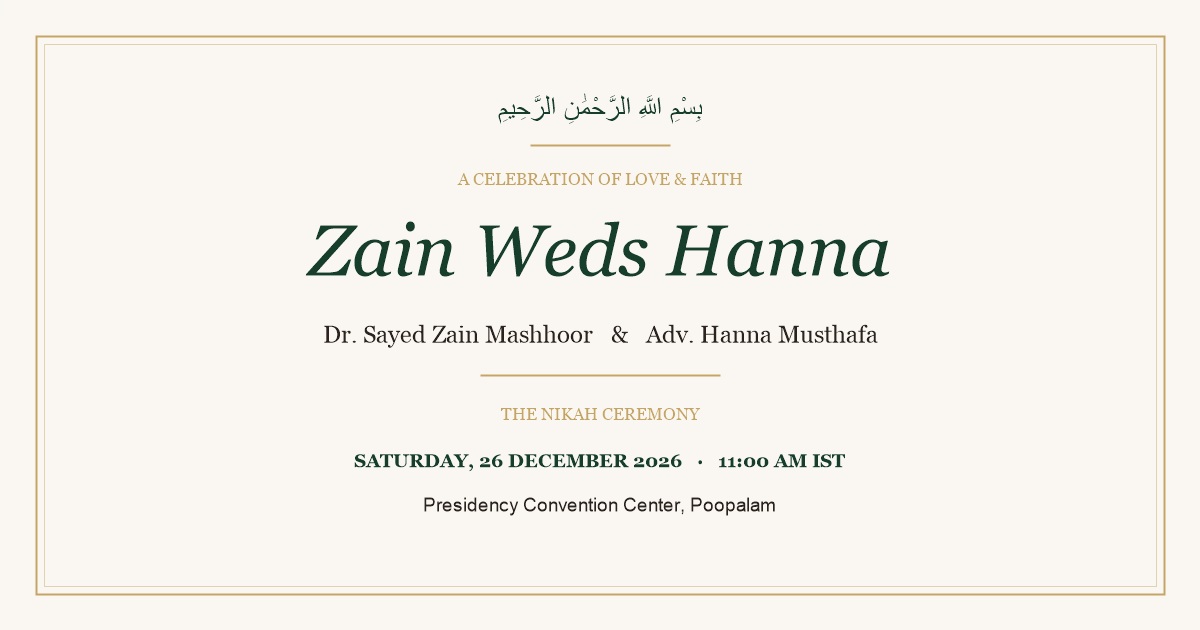 بِسْمِ اللَّهِ الرَّحْمَٰنِ الرَّحِيمِ
A CELEBRATION OF LOVE & FAITH
Zain Weds Hanna
Dr. Sayed Zain Mashhoor & Adv. Hanna Musthafa
THE NIKAH CEREMONY
SATURDAY, 26 DECEMBER 2026 · 11:00 AM IST
Presidency Convention Center, Poopalam